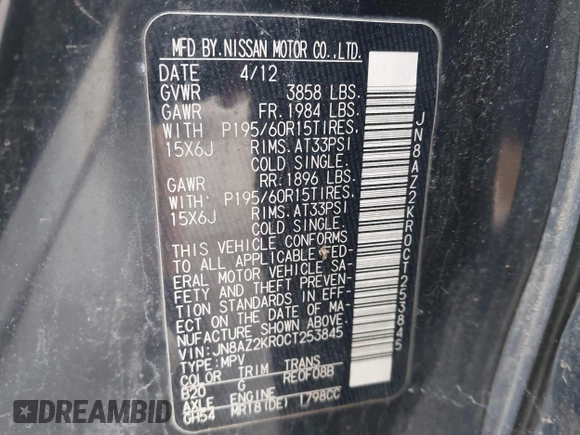 MFD BY.NISSAN MOTOR CO.,LTD.
DATE 4/12
GVWR 3858 LBS.
GAWR FR. 1984 LBS.
WITH P195/60R15TIRES,
15X6J RIMS.AT33PSI
COLD SINGLE.
GAWR RR. 1896 LBS.
WITH: P195/60R15TIRES,
15X6J RIMS.AT33PSI
COLD SINGLE.
THIS VEHICLE CONFORMS
TO ALL APPLICABLE FED-
ERAL MOTOR VEHICLE SA-
FETY AND THEFT PREVEN-
TION STANDARDS IN EFF-
ECT ON THE DATE OF MA-
NUFACTURE SHOWN ABOVE.
VIN: JN8AZ2KR0CT253845
TYPE: MPV
COLOR TRIM TRANS
B20 G RE0F08B
AXLE ENGINE
GH54 MR18(DE) 1798CC
JN8AZ2KR0CT253845
DIRECT